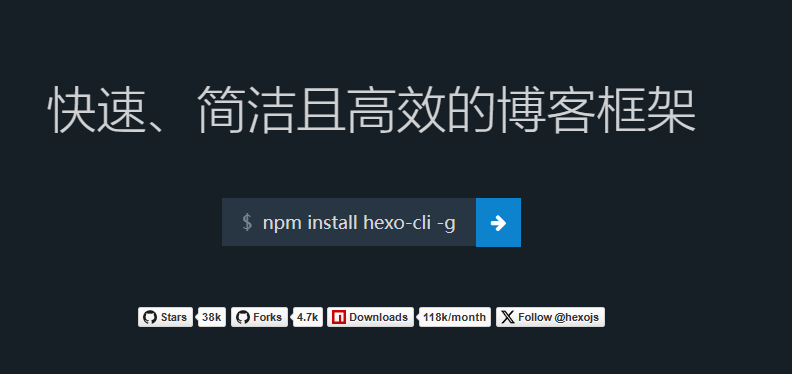 快速、简洁且高效的博客框架
$ npm install hexo-cli -g
Stars 38k Forks 4.7k Downloads 118k/month Follow @hexojs